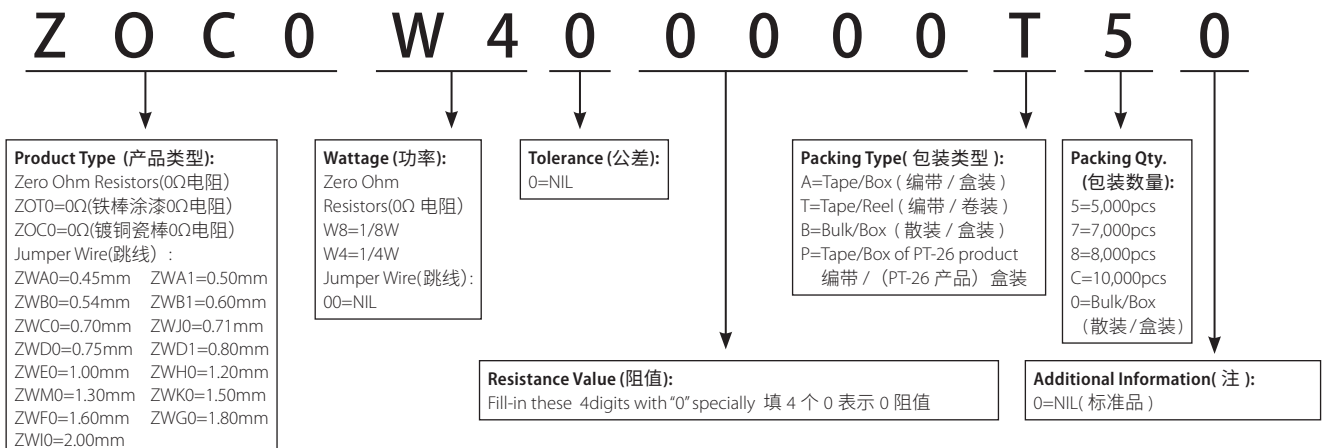 Z O C 0 W 4 0 0 0 0 0 T 5 0
Product Type (产品类型):
Zero Ohm Resistors(0Ω电阻)
ZOT0=0Ω(铁棒涂漆0Ω电阻)
ZOC0=0Ω(镀铜瓷棒0Ω电阻)
Jumper Wire(跳线) :
ZWA0=0.45mm ZWA1=0.50mm
ZWB0=0.54mm ZWB1=0.60mm
ZWC0=0.70mm ZWJ0=0.71mm
ZWD0=0.75mm ZWD1=0.80mm
ZWE0=1.00mm ZWH0=1.20mm
ZWM0=1.30mm ZWK0=1.50mm
ZWF0=1.60mm ZWG0=1.80mm
ZWI0=2.00mm
Wattage (功率):
Zero Ohm
Resistors(0Ω 电阻)
W8=1/8W
W4=1/4W
Jumper Wire(跳线):
00=NIL
Tolerance (公差):
0=NIL
Resistance Value (阻值):
Fill-in these 4digits with "0" specially 填 4 个 0 表示 0 阻值
Packing Type( 包装类型 ):
A=Tape/Box ( 编带 / 盒装 )
T=Tape/Reel ( 编带 / 卷装 )
B=Bulk/Box ( 散装 / 盒装 )
P=Tape/Box of PT-26 product
编带 / (PT-26 产品) 盒装
Packing Qty.
(包装数量):
5=5,000pcs
7=7,000pcs
8=8,000pcs
C=10,000pcs
0=Bulk/Box
(散装 / 盒装)
Additional Information( 注 ):
0=NIL( 标准品 )